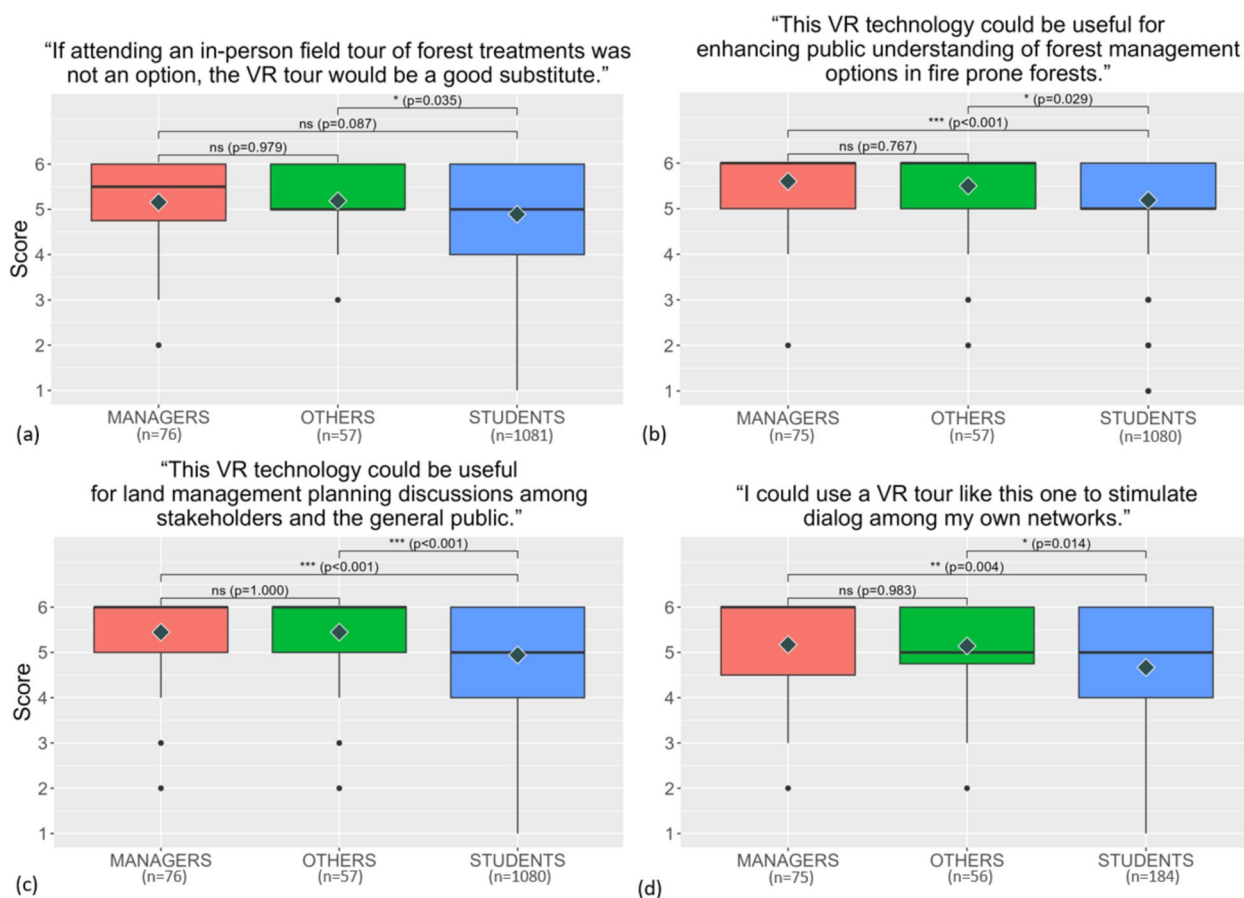 “If attending an in-person field tour of forest treatments was
not an option, the VR tour would be a good substitute.”
* (p=0.035)
ns (p=0.087)
ns (p=0.979)
Score
6
5
4
3
2
1
MANAGERS
(n=76)
OTHERS
(n=57)
STUDENTS
(n=1081)
(a)
“This VR technology could be useful for
enhancing public understanding of forest management
options in fire prone forests.”
* (p=0.029)
*** (p<0.001)
ns (p=0.767)
6
5
4
3
2
1
MANAGERS
(n=75)
OTHERS
(n=57)
STUDENTS
(n=1080)
(b)
“This VR technology could be useful
for land management planning discussions among
stakeholders and the general public.”
*** (p<0.001)
*** (p<0.001)
ns (p=1.000)
Score
6
5
4
3
2
1
MANAGERS
(n=76)
OTHERS
(n=57)
STUDENTS
(n=1080)
(c)
“I could use a VR tour like this one to stimulate
dialog among my own networks.”
* (p=0.014)
** (p=0.004)
ns (p=0.983)
6
5
4
3
2
1
MANAGERS
(n=75)
OTHERS
(n=56)
STUDENTS
(n=184)
(d)